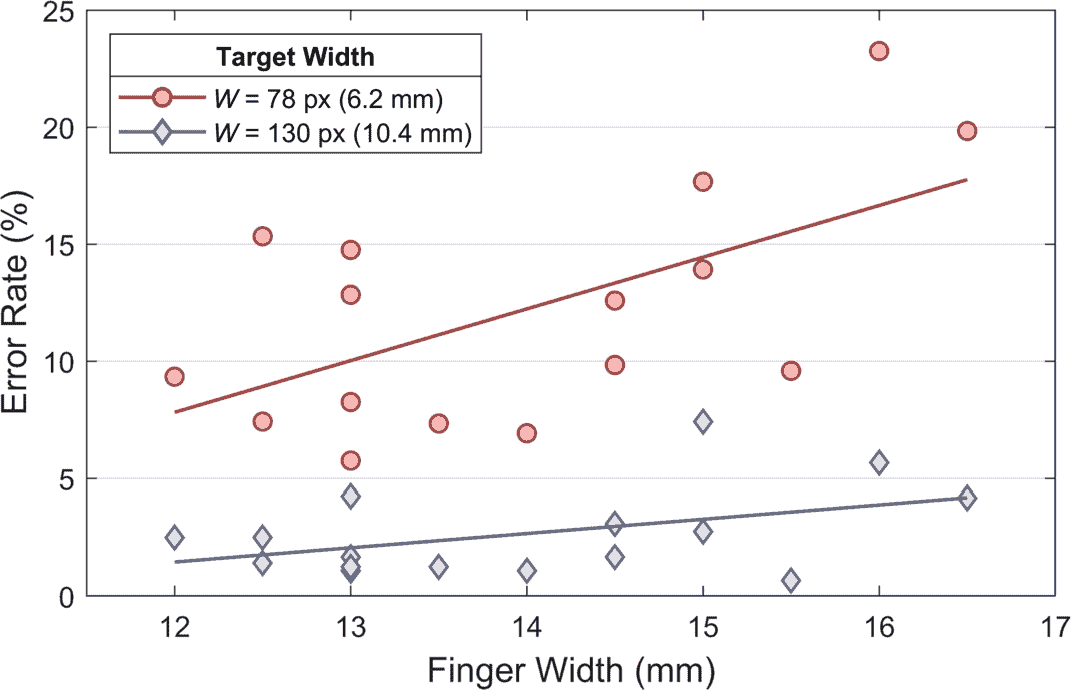 Target Width
W = 78 px (6.2 mm)
W = 130 px (10.4 mm)
Error Rate (%)
25
20
15
10
5
0
12 13 14 15 16 17
Finger Width (mm)